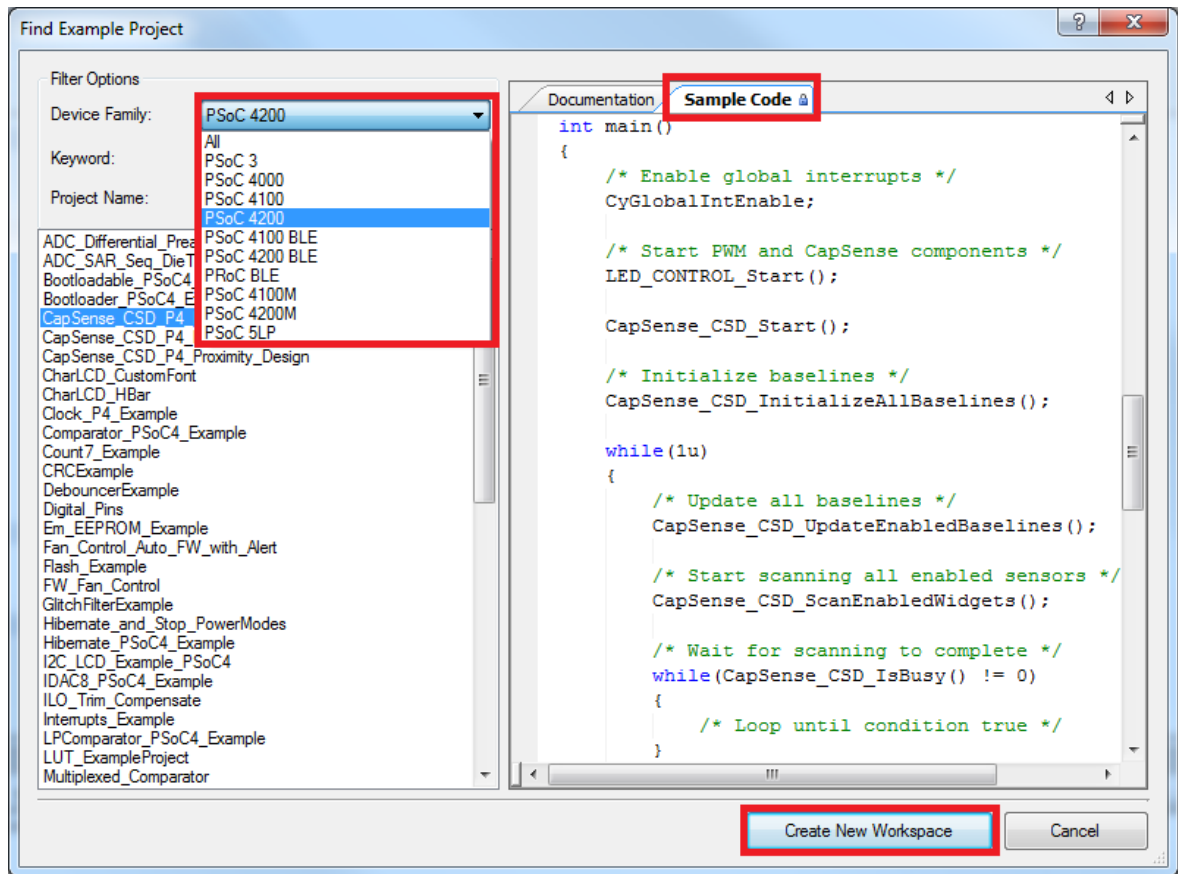 Find Example Project
Filter Options
Device Family:
PSoC 4200
All
PSoC 3
PSoC 4000
PSoC 4100
PSoC 4200
PSoC 4100 BLE
PSoC 4200 BLE
PRoC BLE
PSoC 4100M
PSoC 4200M
PSoC 5LP
Keyword:
Project Name:
ADC_Differential_Prea
ADC_SAR_Seq_DieT
Bootloadable_PSoC4_
Bootloader_PSoC4_E
CapSense_CSD_P4_
CapSense_CSD_P4_
CapSense_CSD_P4_Proximity_Design
CharLCD_CustomFont
CharLCD_HBar
Clock_P4_Example
Comparator_PSoC4_Example
Count7_Example
CRCExample
DebouncerExample
Digital_Pins
Em_EEPROM_Example
Fan_Control_Auto_FW_with_Alert
Flash_Example
FW_Fan_Control
GlitchFilterExample
Hibernate_and_Stop_PowerModes
Hibernate_PSoC4_Example
I2C_LCD_Example_PSoC4
IDAC8_PSoC4_Example
ILO_Trim_Compensate
Interrupts_Example
LPComparator_PSoC4_Example
LUT_ExampleProject
Multiplexed_Comparator
Documentation
Sample Code
int main()
{
/* Enable global interrupts */
CyGlobalIntEnable;
/* Start PWM and CapSense components */
LED_CONTROL_Start();
CapSense_CSD_Start();
/* Initialize baselines */
CapSense_CSD_InitializeAllBaselines();
while(1u)
{
/* Update all baselines */
CapSense_CSD_UpdateEnabledBaselines();
/* Start scanning all enabled sensors */
CapSense_CSD_ScanEnabledWidgets();
/* Wait for scanning to complete */
while(CapSense_CSD_IsBusy() != 0)
{
/* Loop until condition true */
}
Create New Workspace
Cancel